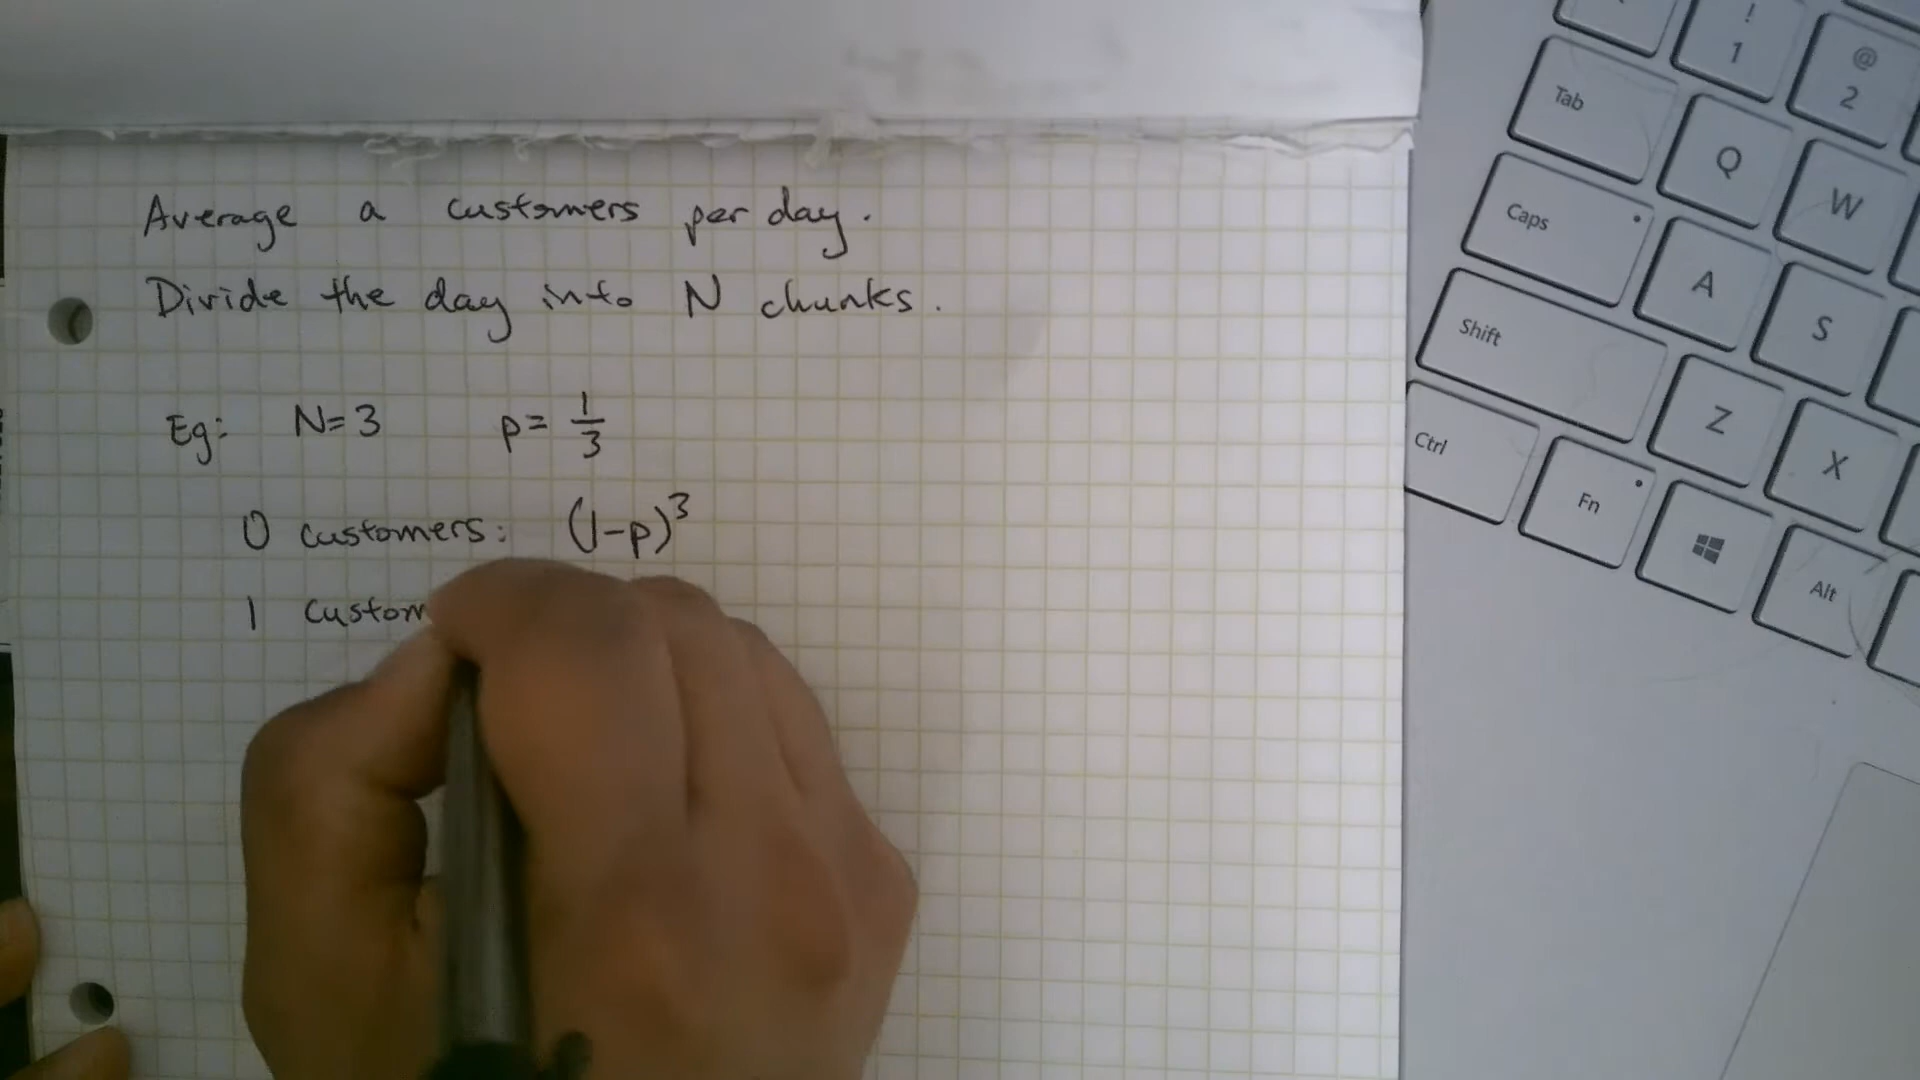 Average a customers per day.
Divide the day into N chunks.
Eg: N=3 p= 1/3
0 customers: (1-p)³
1 custom
! 1
@ 2
Tab Q W
Caps A S
Shift Z X
Ctrl Fn Alt